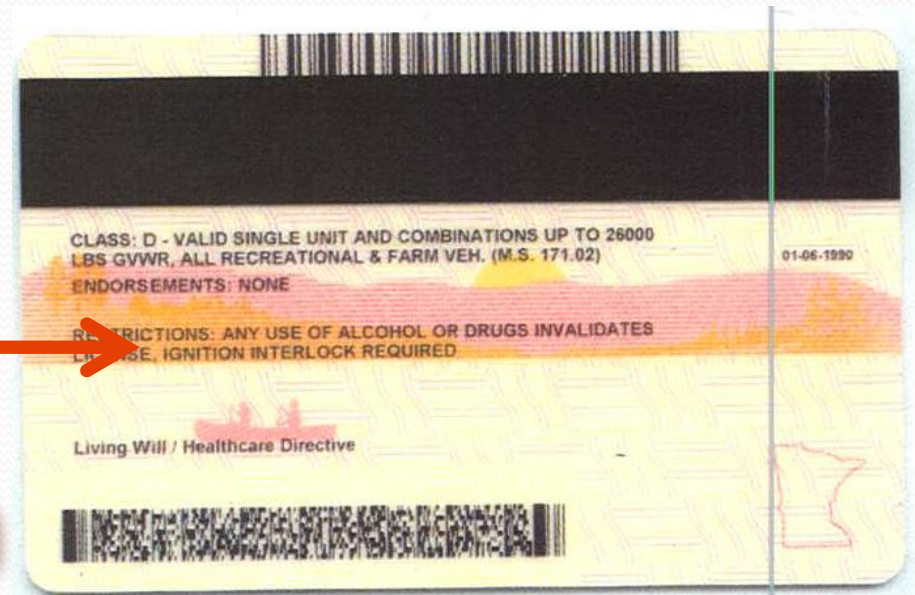 CLASS: D - VALID SINGLE UNIT AND COMBINATIONS UP TO 26000
LBS GVWR, ALL RECREATIONAL & FARM VEH. (M.S. 171.02)
01-06-1990
ENDORSEMENTS: NONE
RESTRICTIONS: ANY USE OF ALCOHOL OR DRUGS INVALIDATES
LICENSE, IGNITION INTERLOCK REQUIRED
Living Will / Healthcare Directive